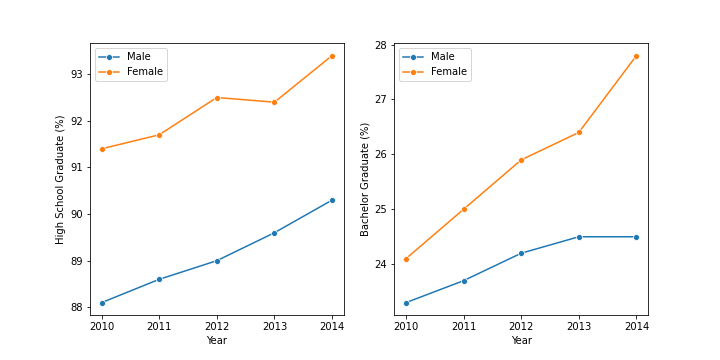 Male
Female
High School Graduate (%)
93
92
91
90
89
88
2010 2011 2012 2013 2014
Year
Male
Female
Bachelor Graduate (%)
28
27
26
25
24
2010 2011 2012 2013 2014
Year